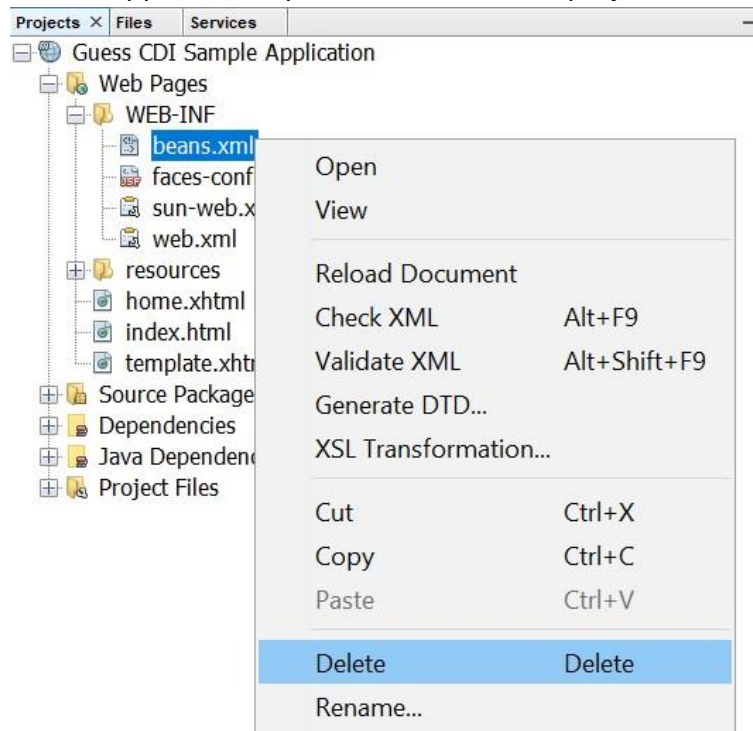 Projects Files Services
Guess CDI Sample Application
Web Pages
WEB-INF
beans.xml
faces-conf
sun-web.x
web.xml
resources
home.xhtml
index.html
template.xhtr
Source Package
Dependencies
Java Dependen
Project Files
Open
View
Reload Document
Check XML Alt+F9
Validate XML Alt+Shift+F9
Generate DTD...
XSL Transformation...
Cut Ctrl+X
Copy Ctrl+C
Paste Ctrl+V
Delete Delete
Rename...